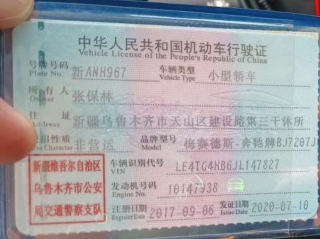 中华人民共和国机动车行驶证
Vehicle License of the People's Republic of China
号牌号码 新ANH967 车辆类型 小型轿车
Plate No. Vehicle Type
所有人 张保林
住址 新疆乌鲁木齐市天山区建设路第三干休所
Address
使用性质 非营运 品牌型号 梅赛德斯-奔驰牌BJ7207J
Use Character Model
新疆维吾尔自治区
乌鲁木齐市公安
局交通警察支队
车辆识别代号 LE4TG4HB6JL147827
VIN
发动机号码 10147938
Engine No.
注册日期 2017-09-06 发证日期 2020-07-10
Register Date Issue Date